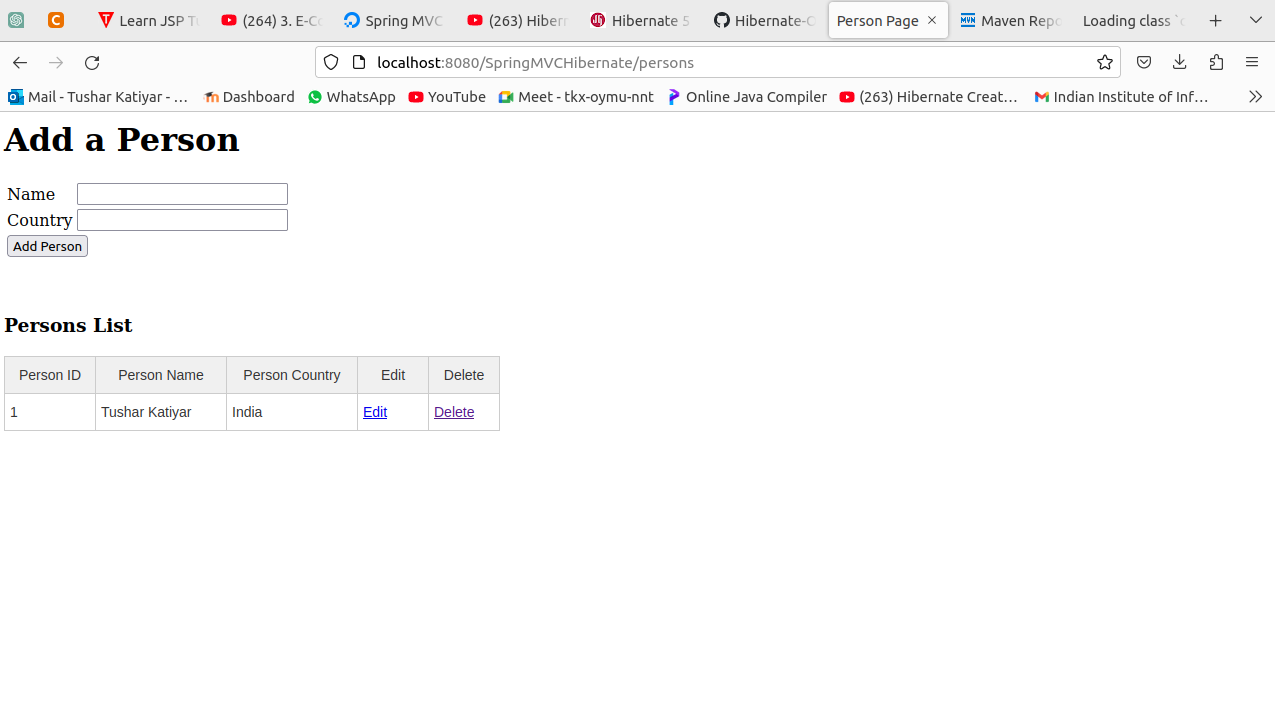 Learn JSP Tu (264) 3. E-Co Spring MVC (263) Hibern Hibernate 5 Hibernate-O Person Page Maven Repo Loading class `c
localhost:8080/SpringMVCHibernate/persons
Mail - Tushar Katiyar - … Dashboard WhatsApp YouTube Meet - tkx-oymu-nnt Online Java Compiler (263) Hibernate Creat… Indian Institute of Inf…
Add a Person
Name
Country
Add Person
Persons List
Person ID Person Name Person Country Edit Delete
1 Tushar Katiyar India Edit Delete